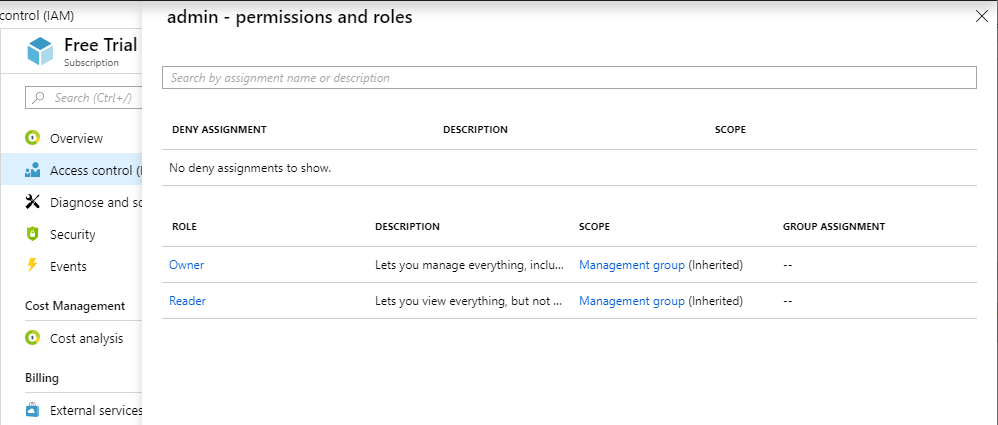 control (IAM)
Free Trial
Subscription
Search (Ctrl+/)
Overview
Access control (I
Diagnose and so
Security
Events
Cost Management
Cost analysis
Billing
External services
admin - permissions and roles
Search by assignment name or description
DENY ASSIGNMENT DESCRIPTION SCOPE
No deny assignments to show.
ROLE DESCRIPTION SCOPE GROUP ASSIGNMENT
Owner Lets you manage everything, inclu... Management group (Inherited) --
Reader Lets you view everything, but not ... Management group (Inherited) --